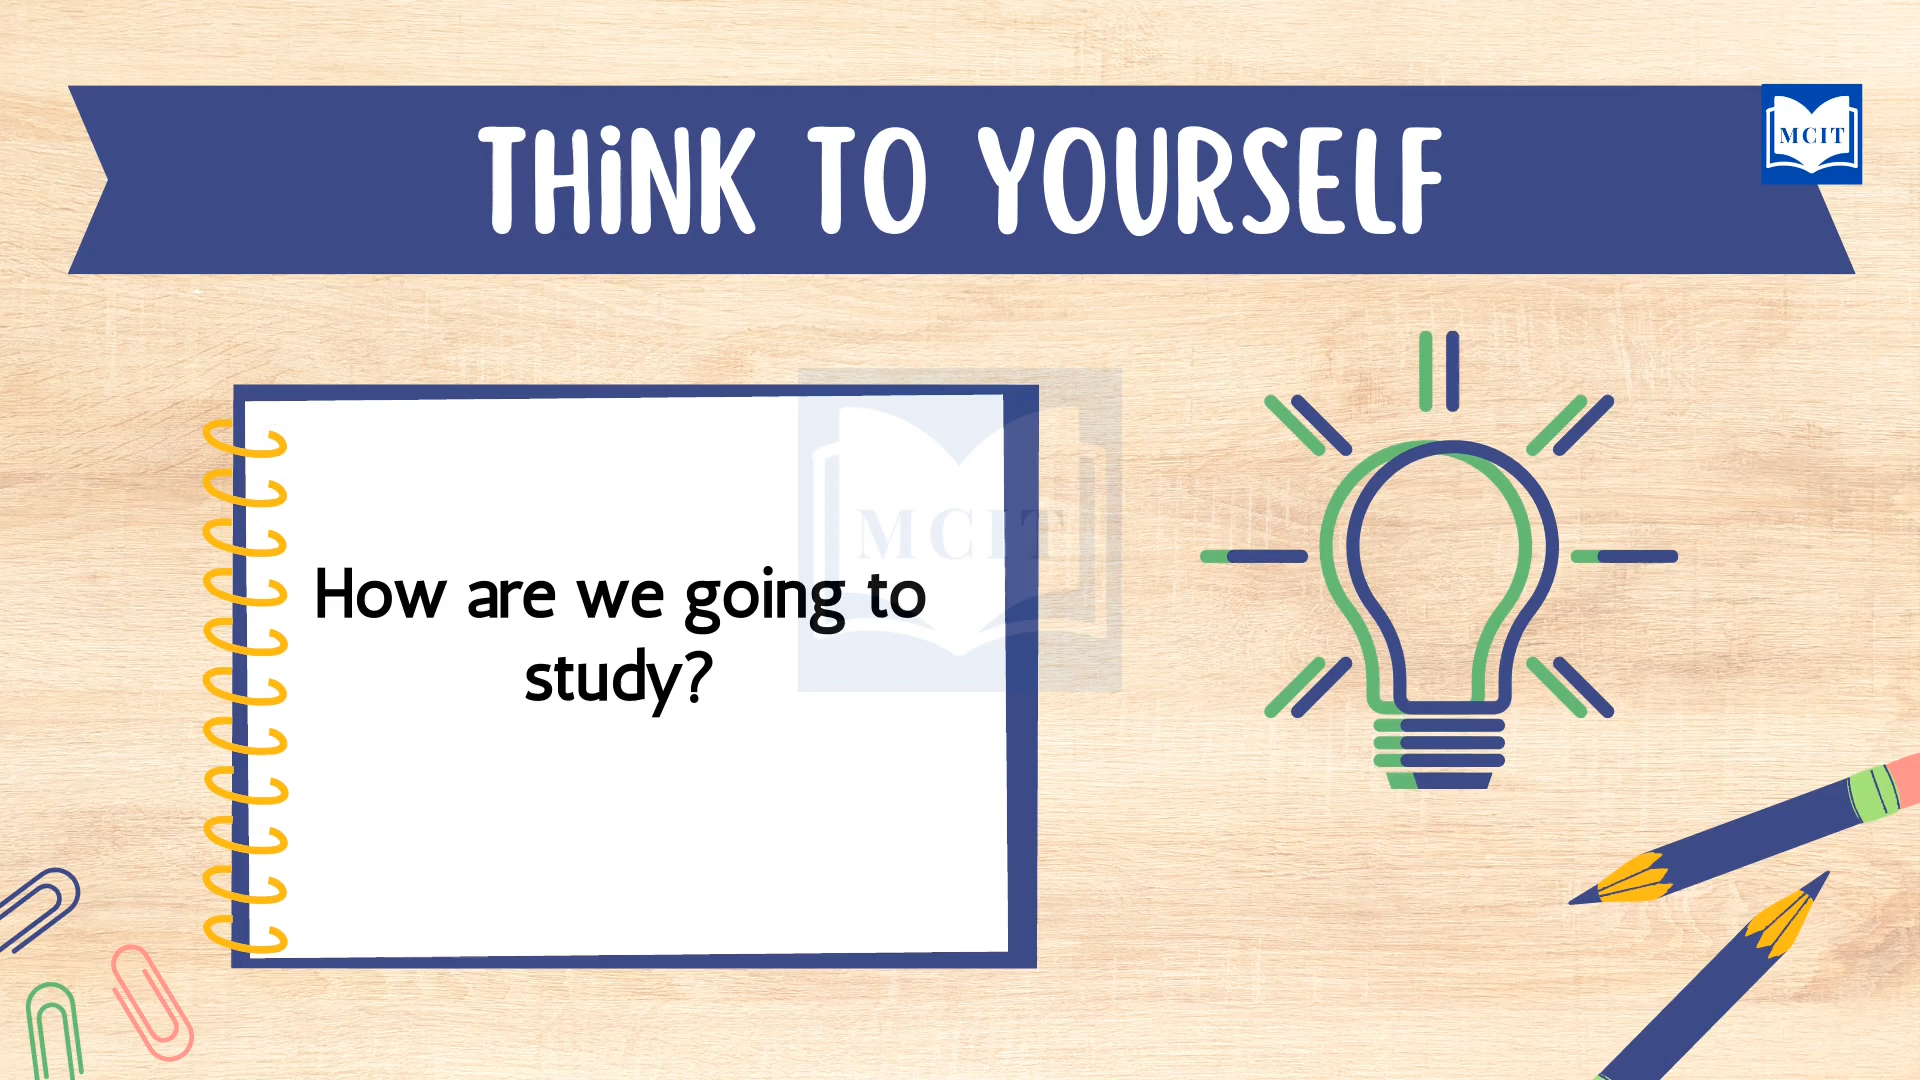 THiNK TO YOURSELF
MCIT
MCIT
How are we going to
study?